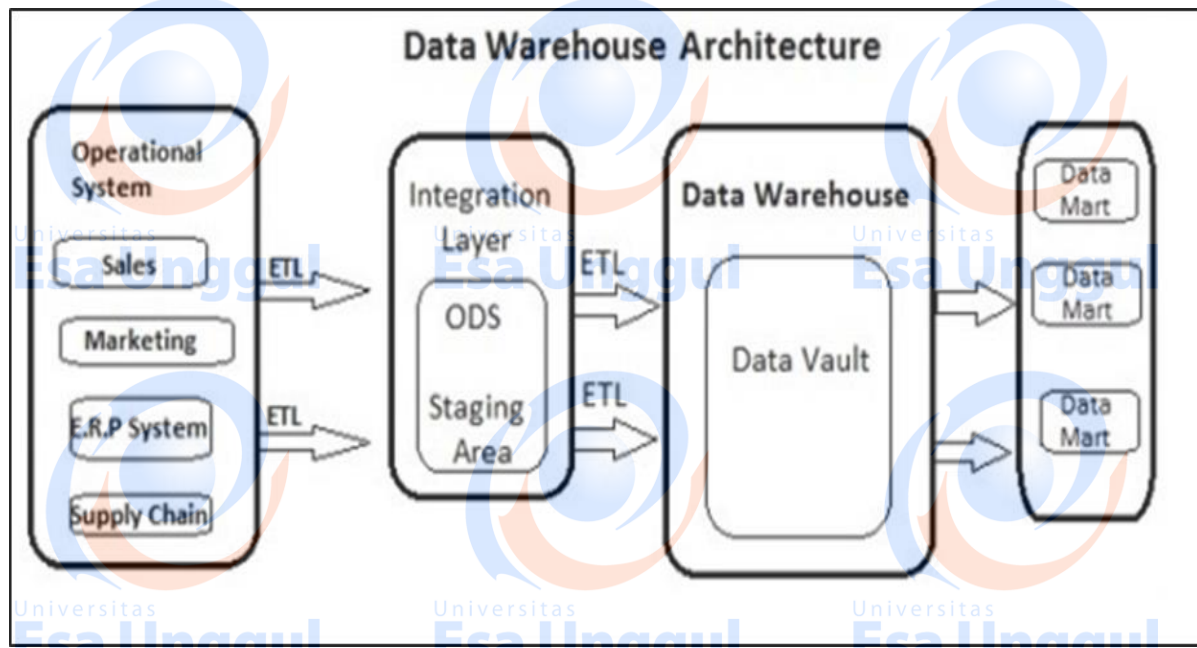 Data Warehouse Architecture
Operational
System
Sales
Marketing
E.R.P System
Supply Chain
ETL
ETL
Integration
Layer
ODS
Staging
Area
ETL
ETL
Data Warehouse
Data Vault
Data
Mart
Data
Mart
Data
Mart
Universitas
Esa Unggul
Universitas
Esa Unggul
Universitas
Esa Unggul
Universitas
Esa Unggul
Universitas
Esa Unggul
Universitas
Esa Unggul